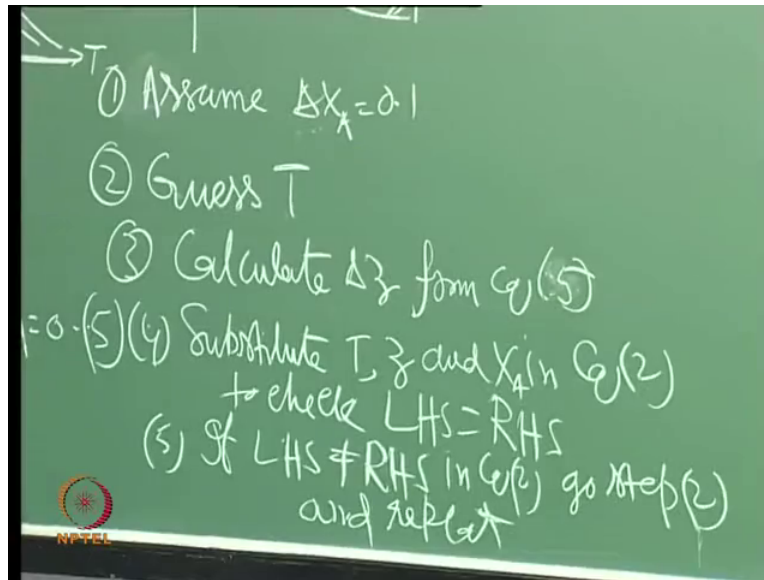 T
① Assume ΔX_A = 0.1
② Guess T
③ Calculate Δz form Eq (5)
= 0 · (5) (4) Substitute T, z and X_A in Eq (2)
to check LHS = RHS
(5) If LHS ≠ RHS in Eq (2) go step (2)
and repeat
NPTEL